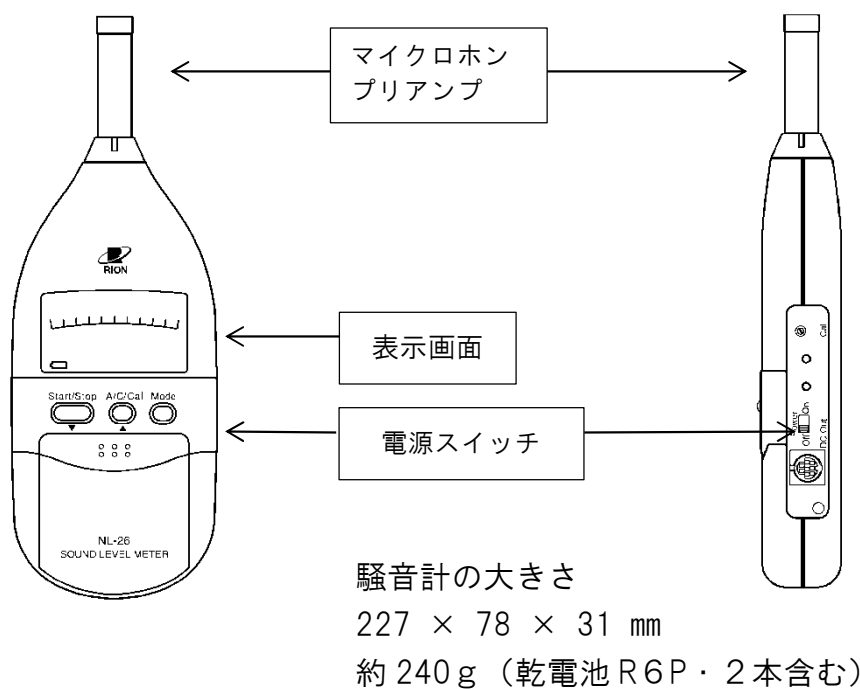 マイクロホン
プリアンプ
RION
表示画面
Start/Stop A/C/Cal Mode
電源スイッチ
NL-26
SOUND LEVEL METER
Cal
Power
Off On
DC Out
騒音計の大きさ
227 × 78 × 31 ㎜
約240ｇ（乾電池R６P・２本含む）